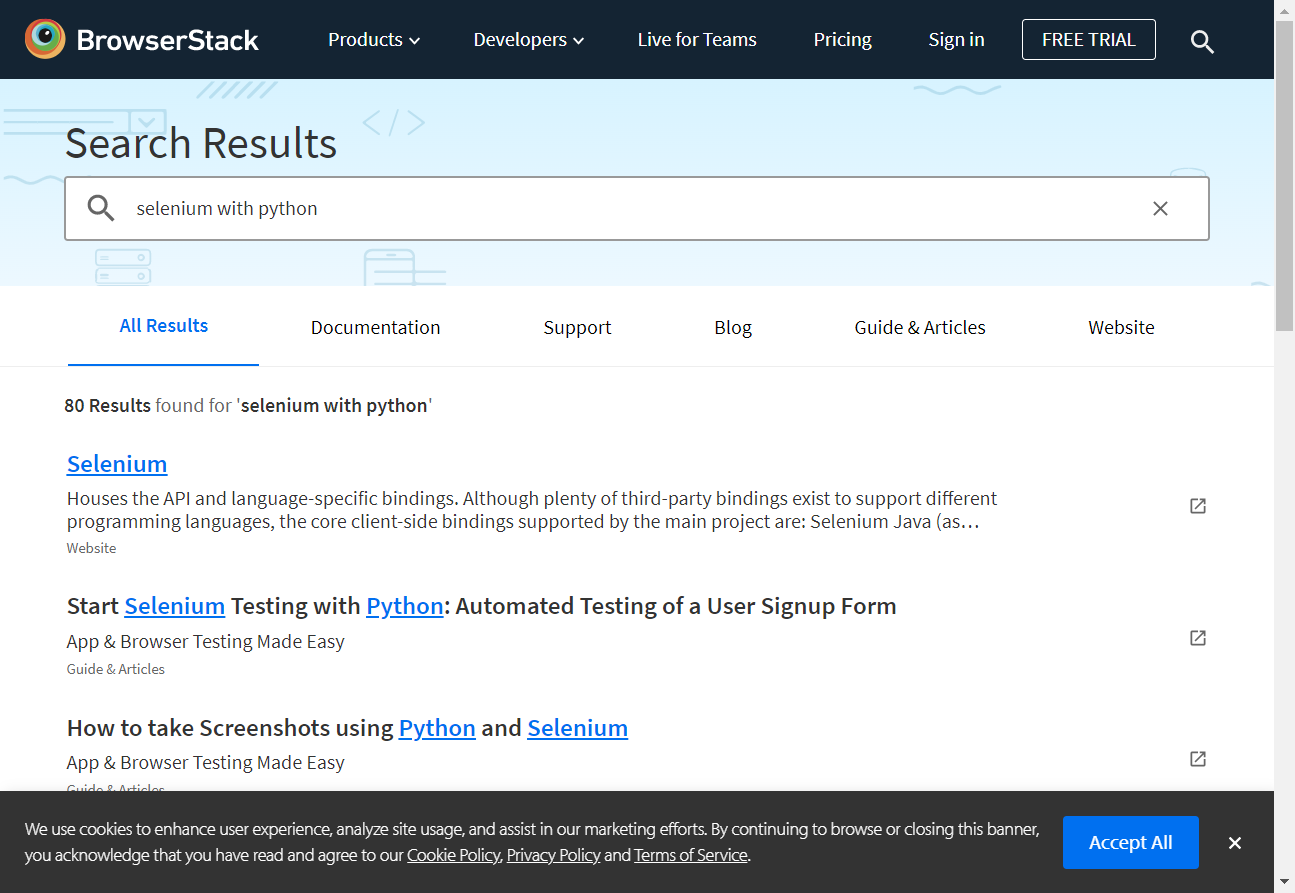 BrowserStack Products Developers Live for Teams Pricing Sign in FREE TRIAL
Search Results
selenium with python
All Results Documentation Support Blog Guide & Articles Website
80 Results found for 'selenium with python'
Selenium
Houses the API and language-specific bindings. Although plenty of third-party bindings exist to support different
programming languages, the core client-side bindings supported by the main project are: Selenium Java (as…
Website
Start Selenium Testing with Python: Automated Testing of a User Signup Form
App & Browser Testing Made Easy
Guide & Articles
How to take Screenshots using Python and Selenium
App & Browser Testing Made Easy
Guide & Articles
We use cookies to enhance user experience, analyze site usage, and assist in our marketing efforts. By continuing to browse or closing this banner,
you acknowledge that you have read and agree to our Cookie Policy, Privacy Policy and Terms of Service.
Accept All